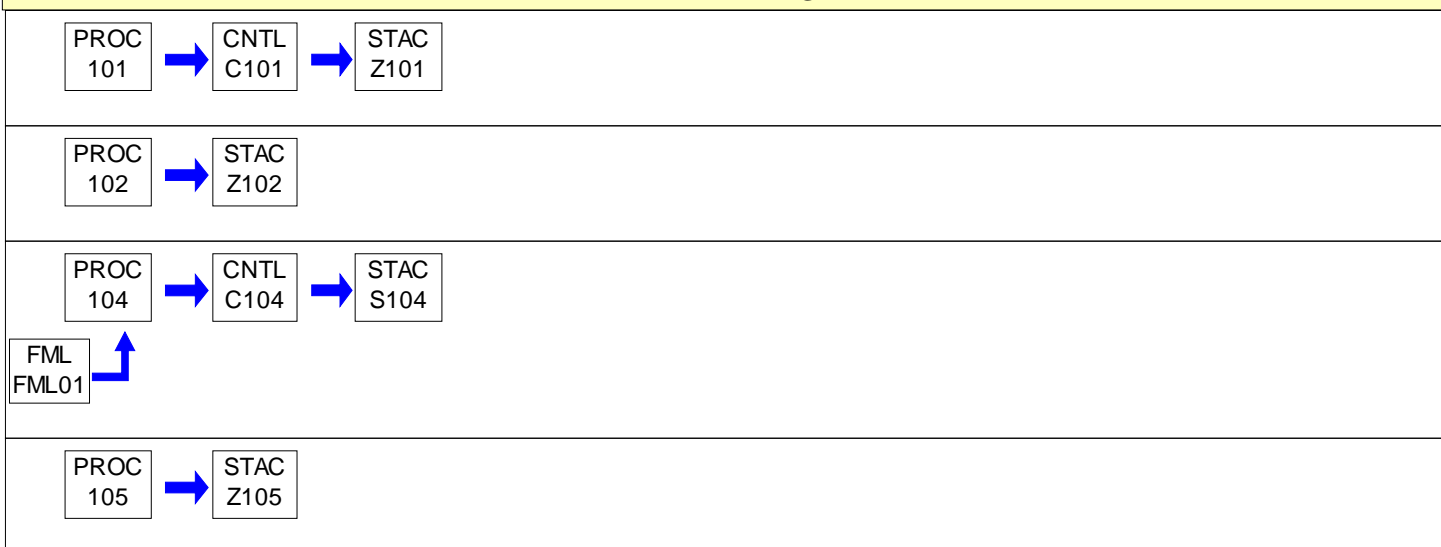 PROC
101
CNTL
C101
STAC
Z101
PROC
102
STAC
Z102
PROC
104
CNTL
C104
STAC
S104
FML
FML01
PROC
105
STAC
Z105